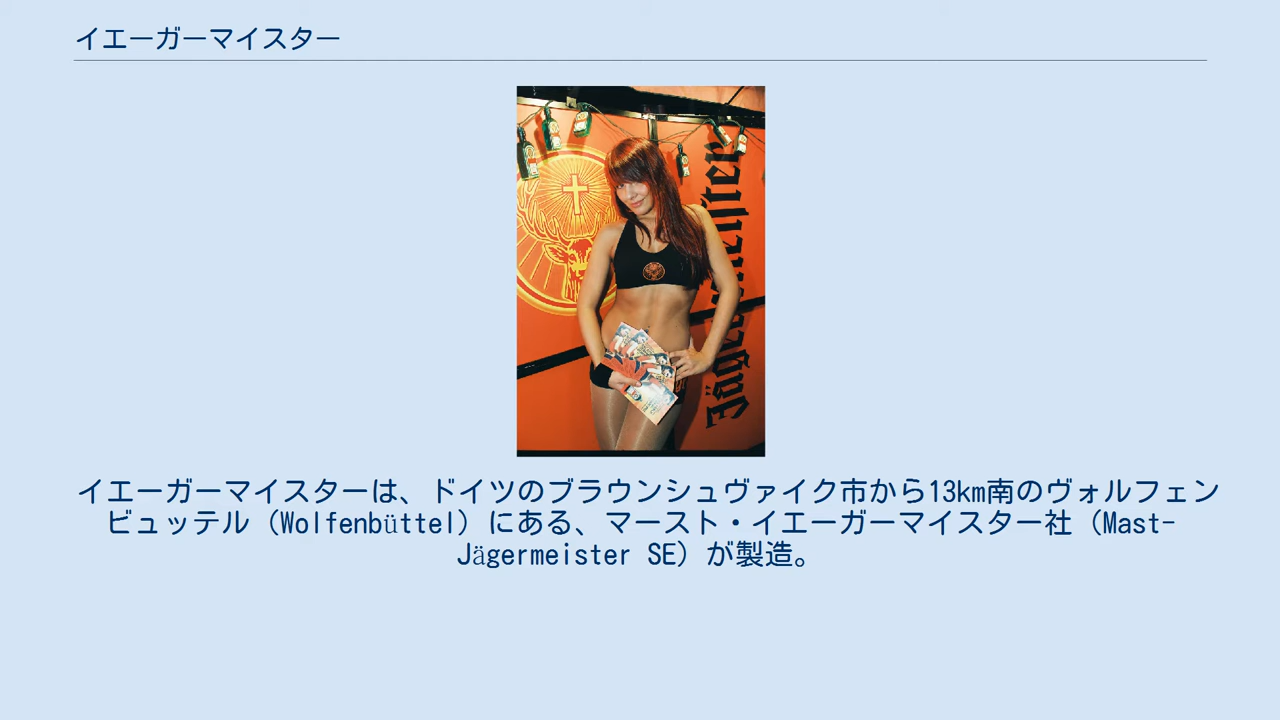 イエーガーマイスター
Jägermeister
イエーガーマイスターは、ドイツのブラウンシュヴァイク市から13km南のヴォルフェン
ビュッテル（Wolfenbüttel）にある、マースト・イエーガーマイスター社（Mast-
Jägermeister SE）が製造。